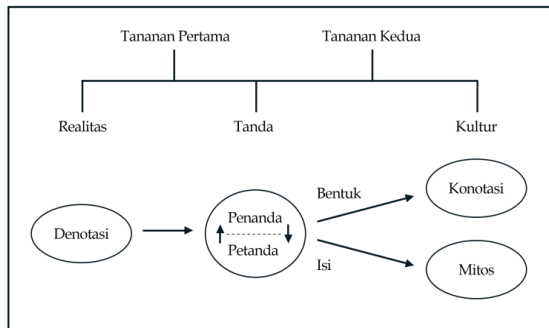 Tananan Pertama Tananan Kedua
Realitas Tanda Kultur
Bentuk
Konotasi
Penanda
Denotasi
Petanda
Isi
Mitos